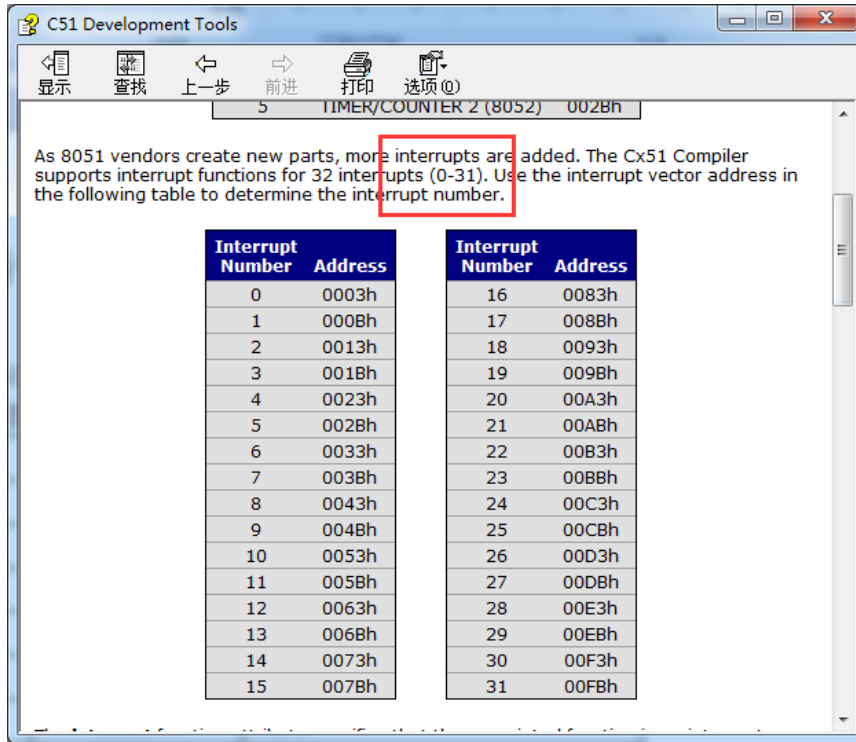 C51 Development Tools
显示 查找 上一步 前进 打印 选项(O)
5 TIMER/COUNTER 2 (8052) 002Bh
As 8051 vendors create new parts, more interrupts are added. The Cx51 Compiler
supports interrupt functions for 32 interrupts (0-31). Use the interrupt vector address in
the following table to determine the interrupt number.
Interrupt Number Address Interrupt Number Address
0 0003h 16 0083h
1 000Bh 17 008Bh
2 0013h 18 0093h
3 001Bh 19 009Bh
4 0023h 20 00A3h
5 002Bh 21 00ABh
6 0033h 22 00B3h
7 003Bh 23 00BBh
8 0043h 24 00C3h
9 004Bh 25 00CBh
10 0053h 26 00D3h
11 005Bh 27 00DBh
12 0063h 28 00E3h
13 006Bh 29 00EBh
14 0073h 30 00F3h
15 007Bh 31 00FBh